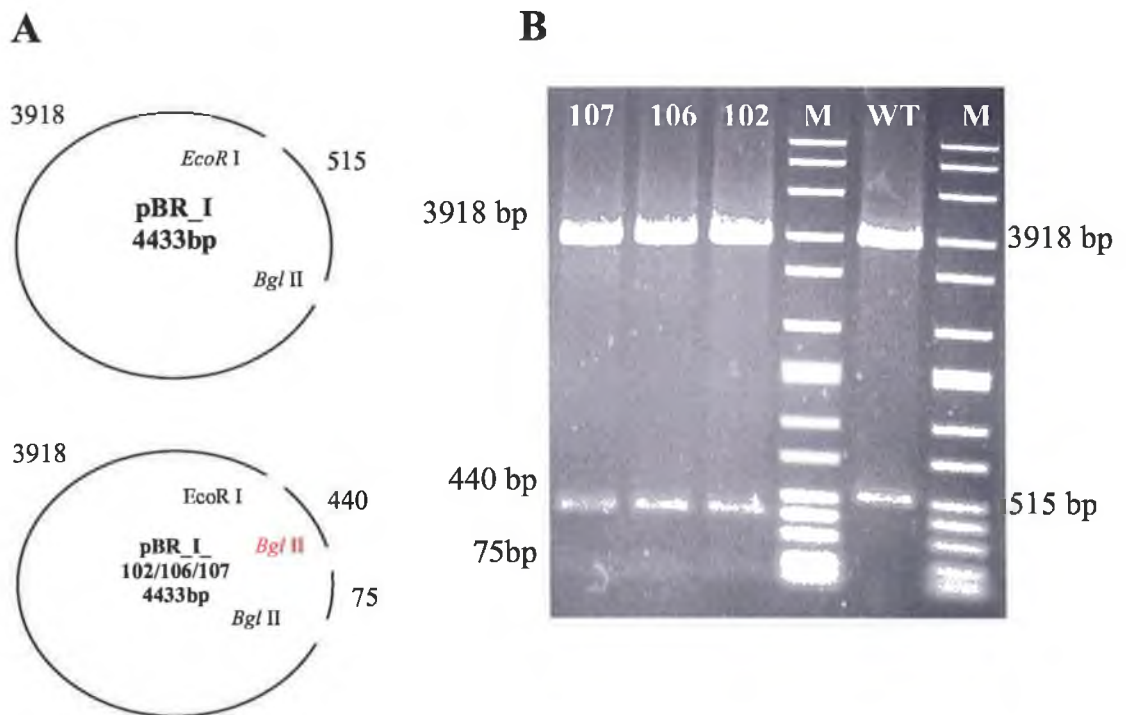 A
3918
EcoR I
515
pBR_I
4433bp
Bgl II
3918
EcoR I
440
Bgl II
pBR_I_
102/106/107
4433bp
75
Bgl II
B
107 106 102 M WT M
3918 bp
3918 bp
440 bp
515 bp
75bp